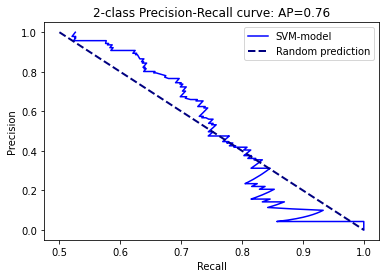 2-class Precision-Recall curve: AP=0.76
SVM-model
Random prediction
1.0
0.8
0.6
0.4
0.2
0.0
Precision
0.5
0.6
0.7
0.8
0.9
1.0
Recall